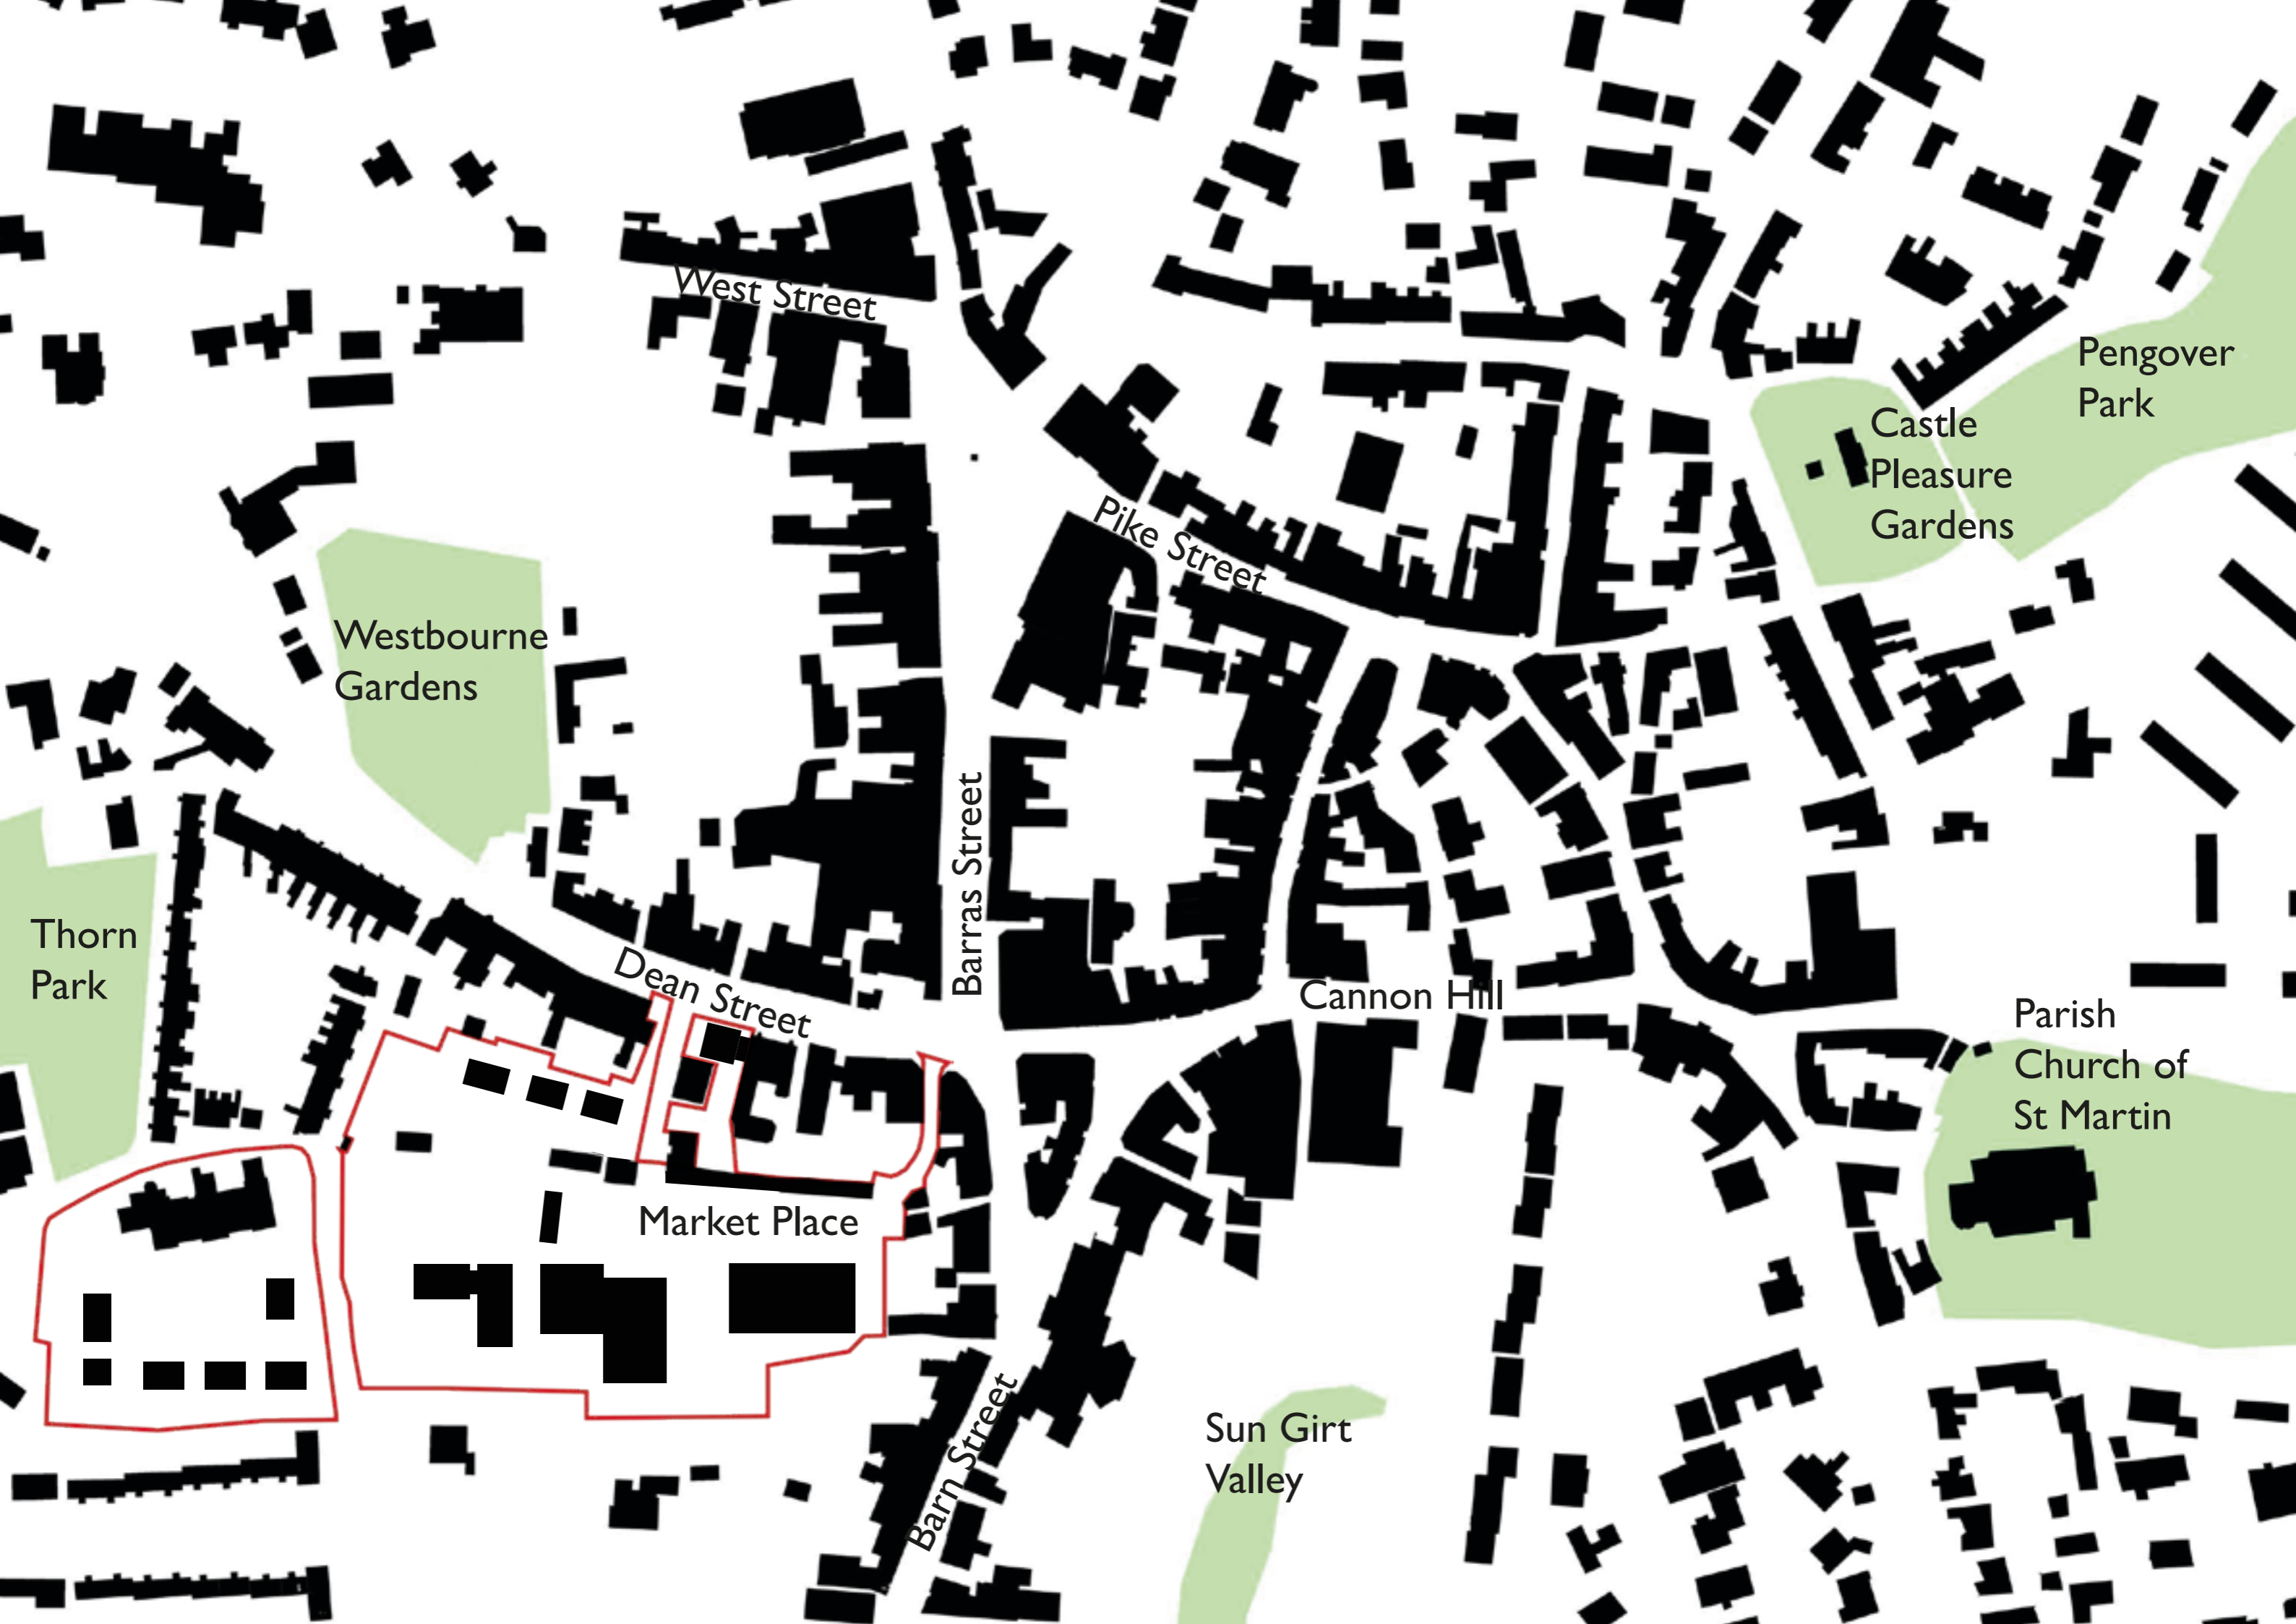 West Street
Pengover
Park
Castle
Pleasure
Gardens
Pike Street
Westbourne
Gardens
Barras Street
Thorn
Park
Dean Street
Cannon Hill
Parish
Church of
St Martin
Market Place
Sun Girt
Valley
Barn Street